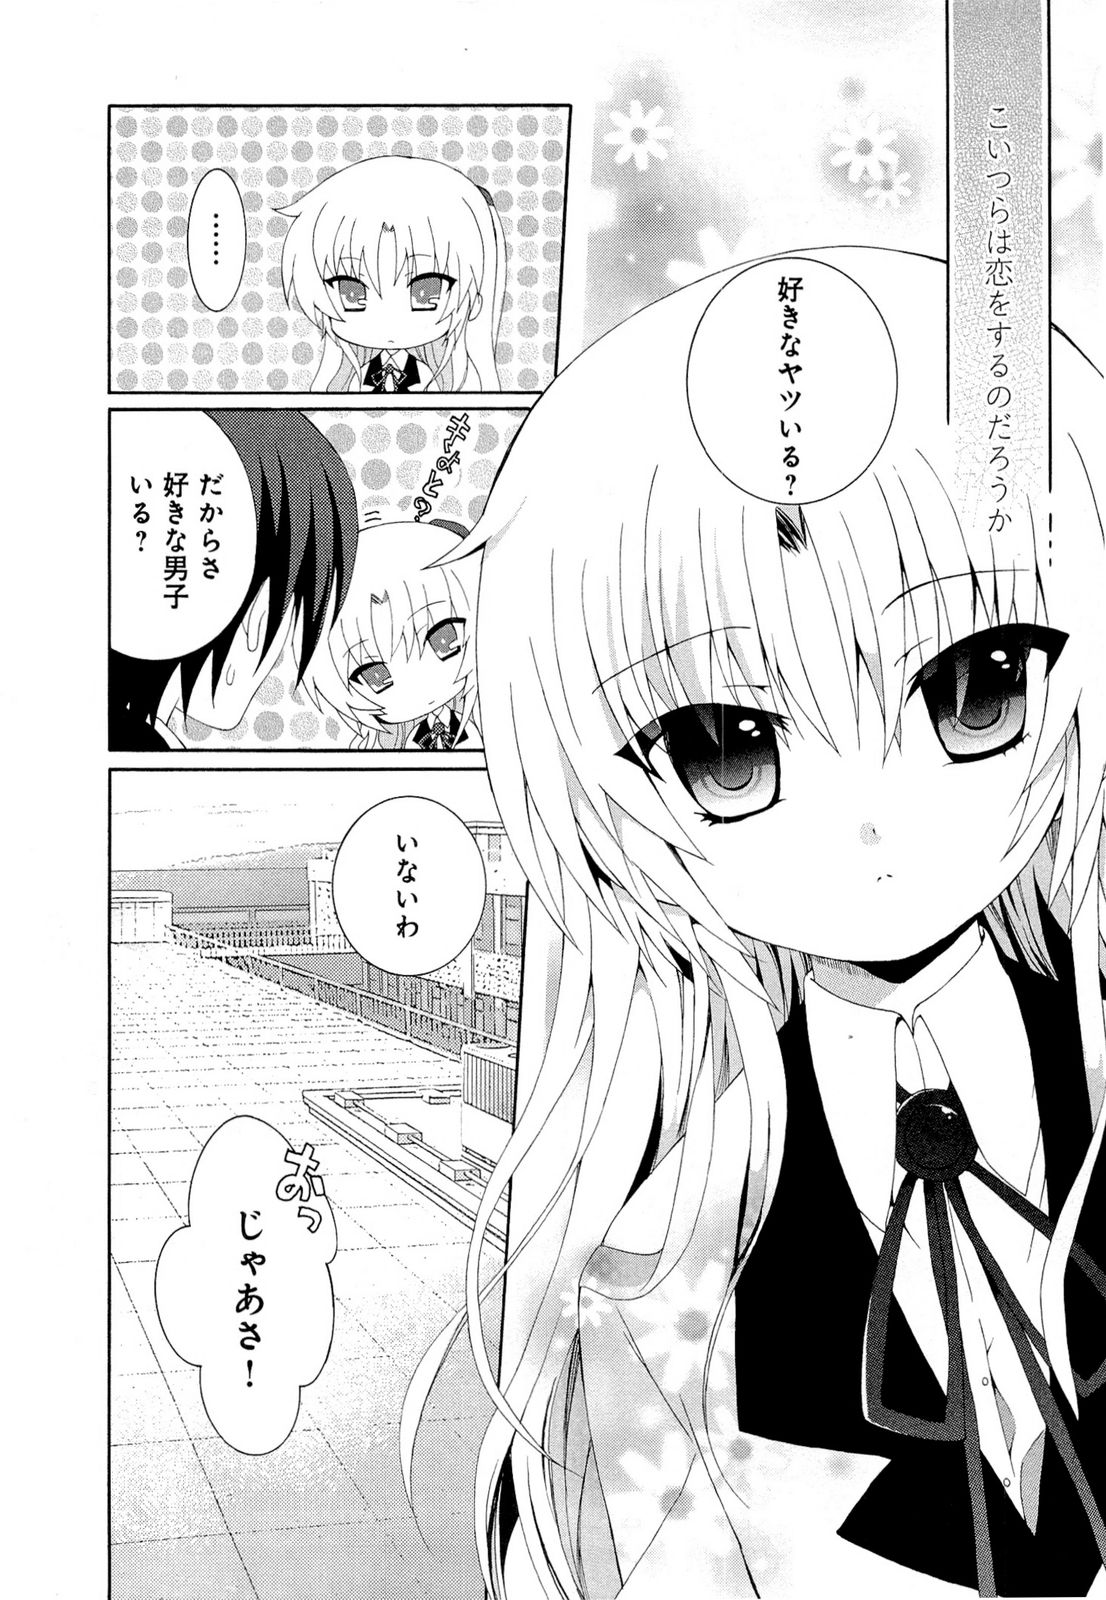 こいつらは恋をするのだろうか
好きなヤツいる?
……
きょと?
だからさ
好きな男子
いる?
いないわ
おっ
じゃあさ!